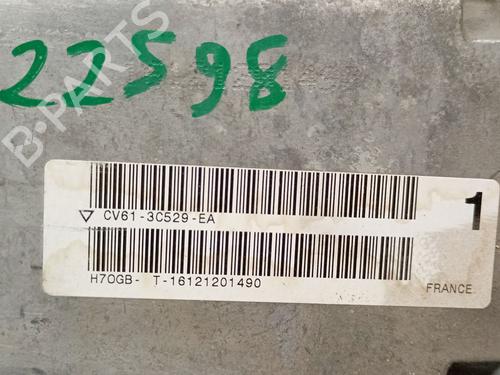 22598
B-PARTS
CV61-3C529-EA
1
H7OGB- T-16121201490
FRANCE